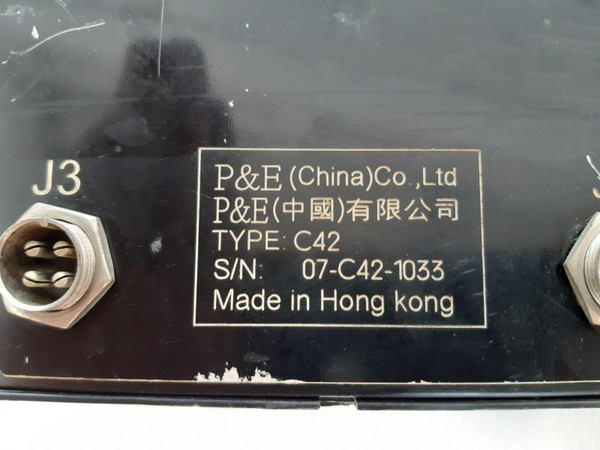 J3
P&E (China)Co.,Ltd
P&E(中國)有限公司
TYPE: C42
S/N: 07-C42-1033
Made in Hong kong